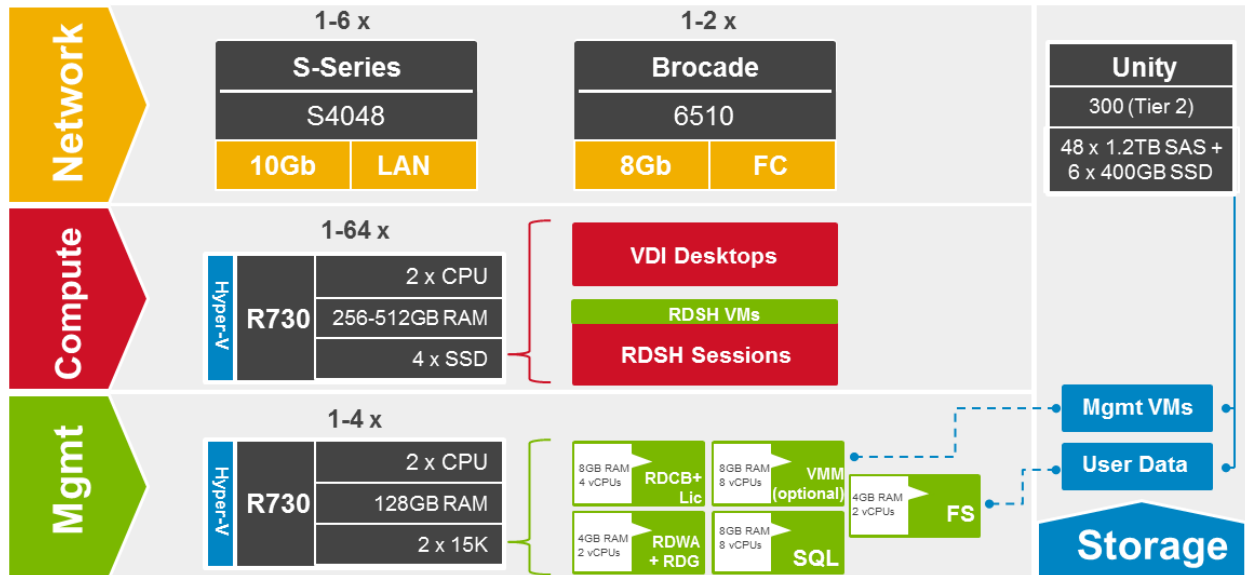 Network
1-6 x
S-Series
S4048
10Gb
LAN
1-2 x
Brocade
6510
8Gb
FC
Unity
300 (Tier 2)
48 x 1.2TB SAS +
6 x 400GB SSD
Compute
1-64 x
Hyper-V
R730
2 x CPU
256-512GB RAM
4 x SSD
VDI Desktops
RDSH VMs
RDSH Sessions
Mgmt
1-4 x
Hyper-V
R730
2 x CPU
128GB RAM
2 x 15K
8GB RAM
4 vCPUs
RDCB+
Lic
8GB RAM
8 vCPUs
VMM
(optional)
4GB RAM
2 vCPUs
RDWA
+ RDG
8GB RAM
8 vCPUs
SQL
4GB RAM
2 vCPUs
FS
Mgmt VMs
User Data
Storage